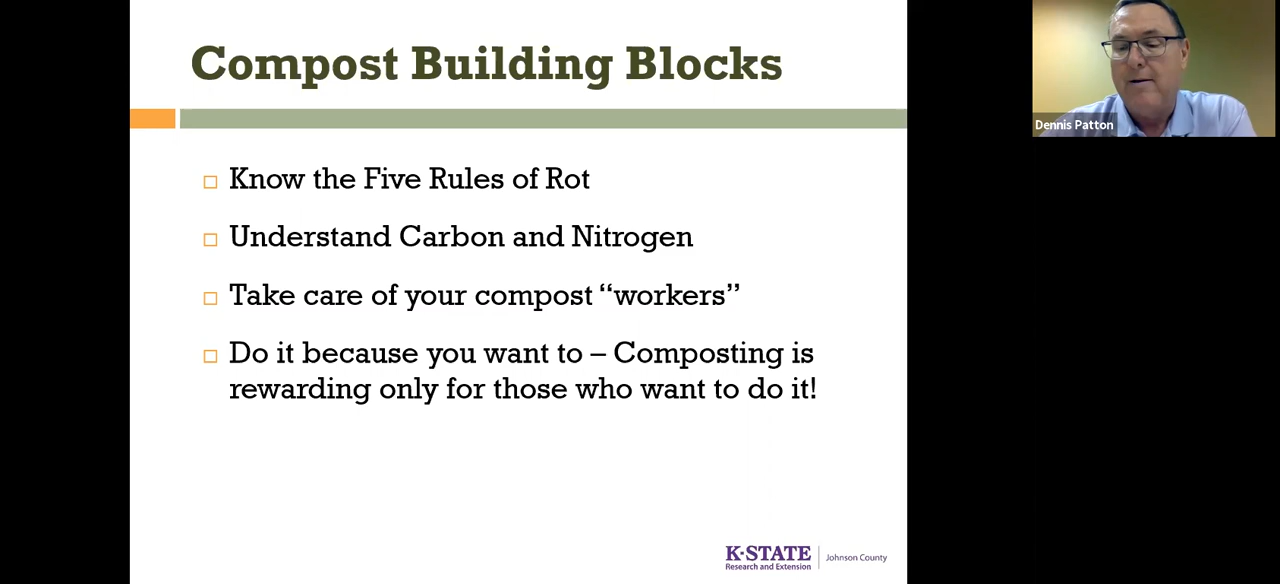 Compost Building Blocks
Know the Five Rules of Rot
Understand Carbon and Nitrogen
Take care of your compost “workers”
Do it because you want to – Composting is
rewarding only for those who want to do it!
K·STATE
Research and Extension
Johnson County
Dennis Patton